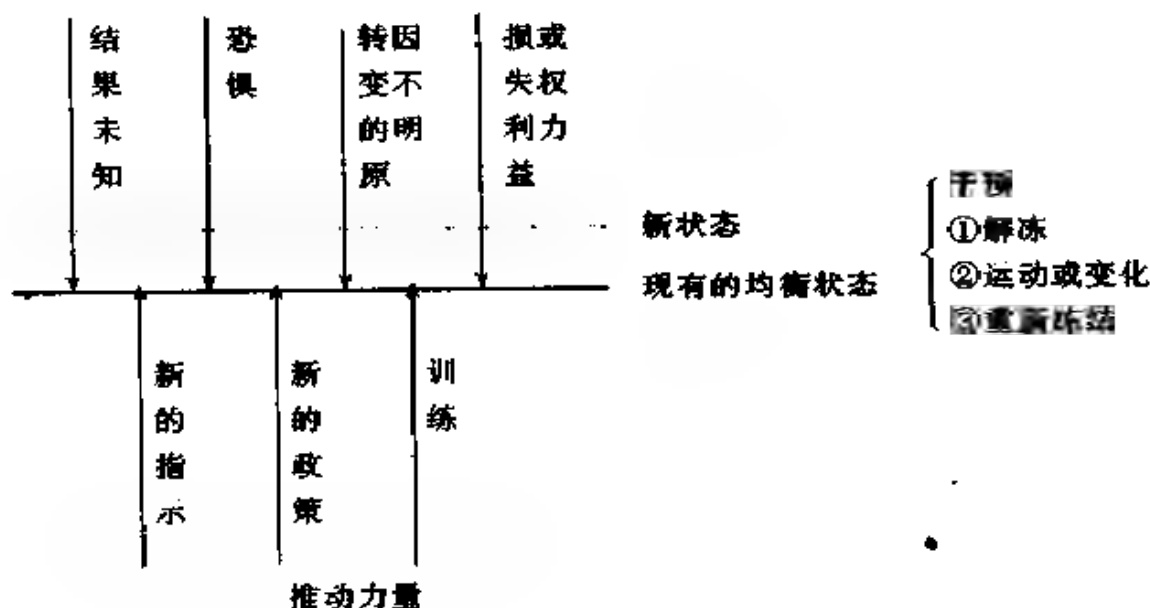 结果未知
恐惧
转变的原
因不明
损失利益
或权力
新状态
现有的均衡状态
干预
①解冻
②运动或变化
③重新冻结
新的指示
新的政策
训练
推动力量